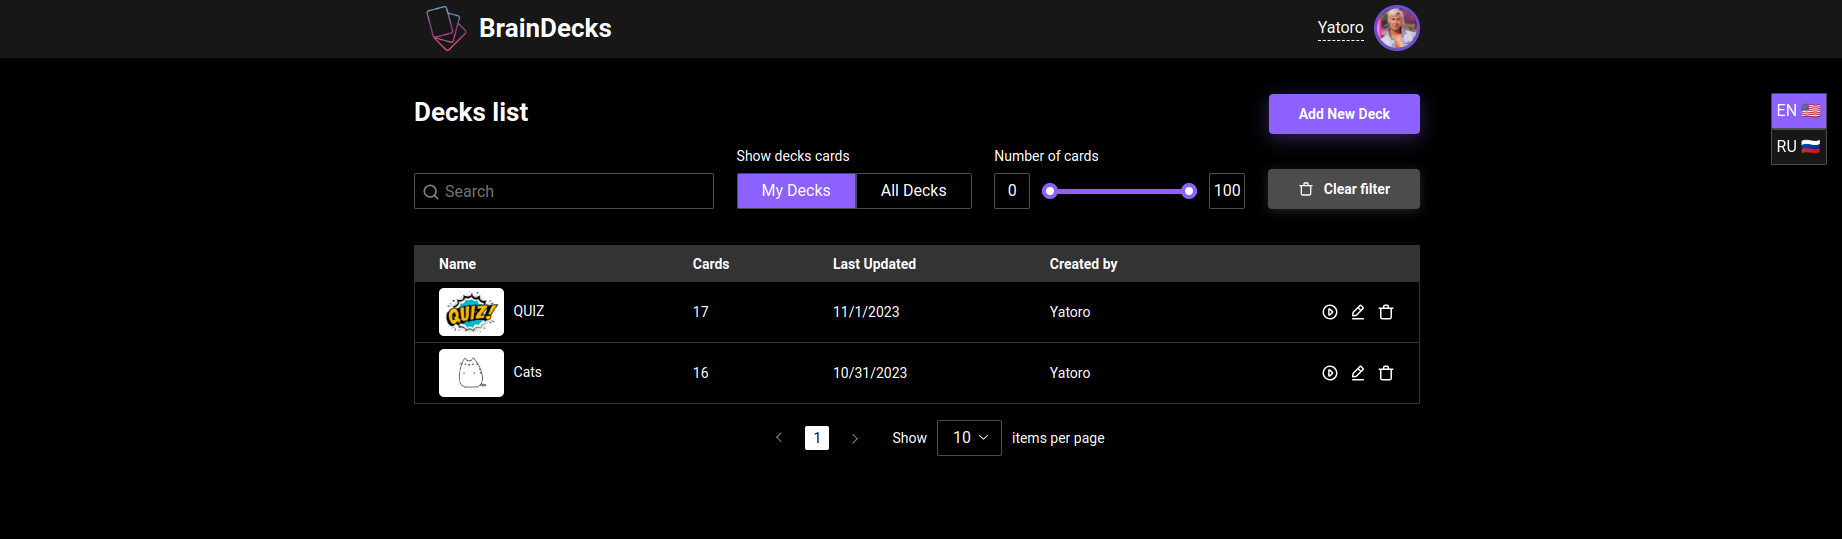 BrainDecks
Yatoro
Decks list
Add New Deck
EN
RU
Show decks cards
Number of cards
Search
My Decks
All Decks
0
100
Clear filter
Name Cards Last Updated Created by
QUIZ! QUIZ 17 11/1/2023 Yatoro
Cats 16 10/31/2023 Yatoro
1 Show 10 items per page